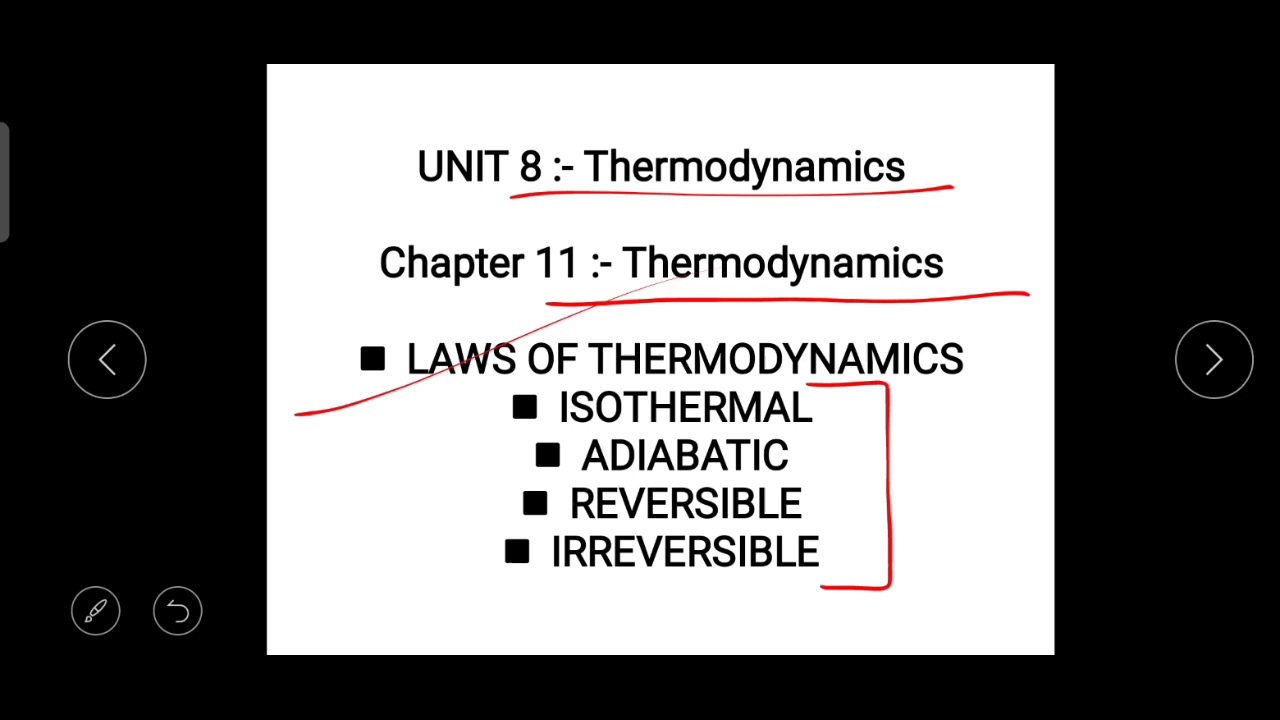 UNIT 8 :- Thermodynamics
Chapter 11 :- Thermodynamics
■ LAWS OF THERMODYNAMICS
■ ISOTHERMAL
■ ADIABATIC
■ REVERSIBLE
■ IRREVERSIBLE